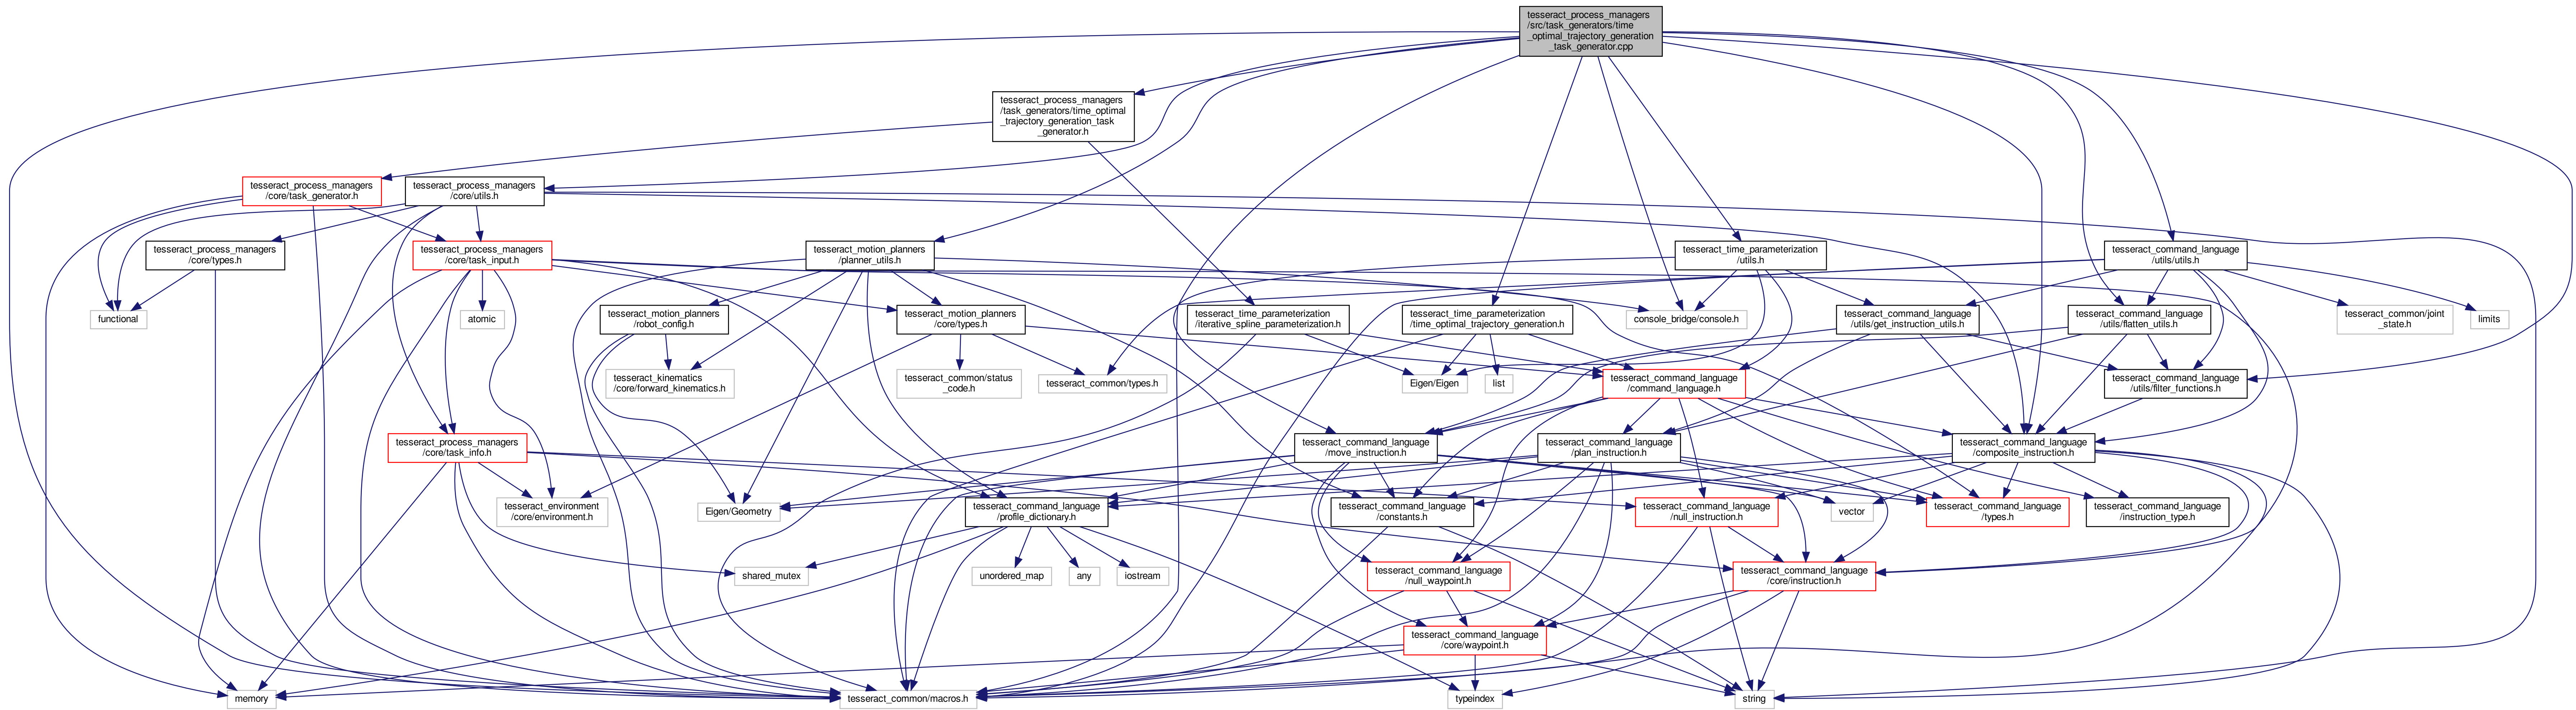 tesseract_process_managers
/src/task_generators/time
_optimal_trajectory_generation
_task_generator.cpp
tesseract_process_managers
/task_generators/time_optimal
_trajectory_generation_task
_generator.h
tesseract_process_managers
/core/task_generator.h
tesseract_process_managers
/core/utils.h
tesseract_process_managers
/core/types.h
tesseract_process_managers
/core/task_input.h
tesseract_motion_planners
/planner_utils.h
tesseract_time_parameterization
/utils.h
tesseract_command_language
/utils/utils.h
functional
atomic
tesseract_motion_planners
/robot_config.h
tesseract_motion_planners
/core/types.h
tesseract_time_parameterization
/iterative_spline_parameterization.h
tesseract_time_parameterization
/time_optimal_trajectory_generation.h
console_bridge/console.h
tesseract_command_language
/utils/get_instruction_utils.h
tesseract_command_language
/utils/flatten_utils.h
tesseract_common/joint
_state.h
limits
tesseract_kinematics
/core/forward_kinematics.h
tesseract_common/status
_code.h
tesseract_common/types.h
Eigen/Eigen
list
tesseract_command_language
/command_language.h
tesseract_command_language
/utils/filter_functions.h
tesseract_process_managers
/core/task_info.h
tesseract_command_language
/move_instruction.h
tesseract_command_language
/plan_instruction.h
tesseract_command_language
/composite_instruction.h
tesseract_environment
/core/environment.h
Eigen/Geometry
tesseract_command_language
/profile_dictionary.h
tesseract_command_language
/constants.h
tesseract_command_language
/null_instruction.h
vector
tesseract_command_language
/types.h
tesseract_command_language
/instruction_type.h
shared_mutex
unordered_map
any
iostream
tesseract_command_language
/null_waypoint.h
tesseract_command_language
/core/instruction.h
tesseract_command_language
/core/waypoint.h
memory
tesseract_common/macros.h
typeindex
string